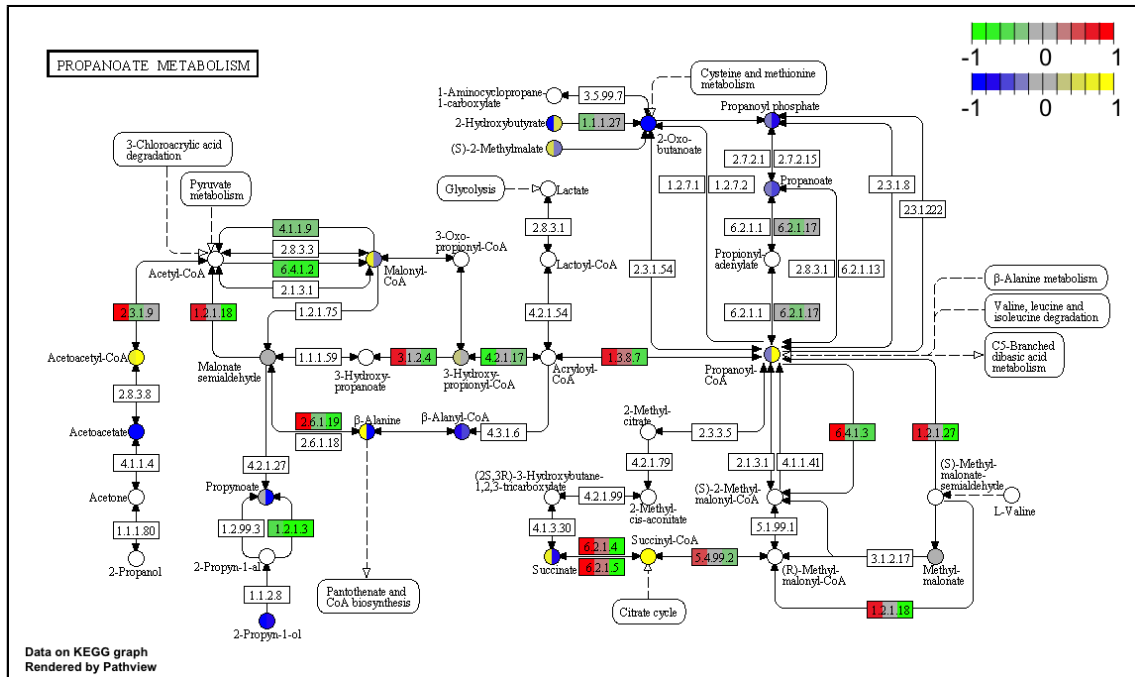 PROPANOATE METABOLISM
-1 0 1
-1 0 1
Cysteine and methionine
metabolism
1-Aminocyclopropane
1-carboxylate
3.5.99.7
2-Hydroxybutyrate
1.1.1.27
2-Oxo-
butanoate
Propanoyl phosphate
(S)-2-Methylmalate
3-Chloroacrylic acid
degradation
Pyruvate
metabolism
Glycolysis
Lactate
2.7.2.1
2.7.2.15
1.2.7.1
1.2.7.2
Propanoate
2.3.1.8
2.3.1.222
4.1.1.9
2.8.3.3
6.4.1.2
2.1.3.1
Acetyl-CoA
Malonyl-
CoA
3-Oxo-
propionyl-CoA
2.8.3.1
Lactoyl-CoA
6.2.1.1
6.2.1.17
Propionyl-
adenylate
2.3.1.54
2.8.3.1
6.2.1.13
β-Alanine metabolism
Valine, leucine and
isoleucine degradation
C5-Branched
dibasic acid
metabolism
2.3.1.9
1.2.1.18
1.2.1.75
4.2.1.54
6.2.1.1
6.2.1.17
Acetoacetyl-CoA
Malonate
semialdehyde
1.1.1.59
3-Hydroxy-
propanoate
3.1.2.4
3-Hydroxy-
propionyl-CoA
4.2.1.17
Acryloyl-
CoA
1.3.8.7
Propanoyl-
CoA
2.8.3.8
Acetoacetate
2.6.1.19
2.6.1.18
β-Alanine
β-Alanyl-CoA
4.3.1.6
2-Methyl-
citrate
2.3.3.5
6.4.1.3
1.2.1.27
4.1.1.4
Acetone
4.2.1.27
Propynoate
4.2.1.79
2.1.3.1
4.1.1.41
(2S,3R)-3-Hydroxybutane-
1,2,3-tricarboxylate
4.2.1.99
2-Methyl-
cis-aconitate
(S)-2-Methyl-
malonyl-CoA
(S)-Methyl-
malonate-
semialdehyde
L-Valine
1.1.1.80
2-Propanol
1.2.99.3
1.2.1.3
2-Propyn-1-al
4.1.3.30
5.1.99.1
Succinate
6.2.1.4
6.2.1.5
Succinyl-CoA
5.4.99.2
(R)-Methyl-
malonyl-CoA
3.1.2.17
Methyl-
malonate
1.1.2.8
2-Propyn-1-ol
Pantothenate and
CoA biosynthesis
Citrate cycle
1.2.1.18
Data on KEGG graph
Rendered by Pathview